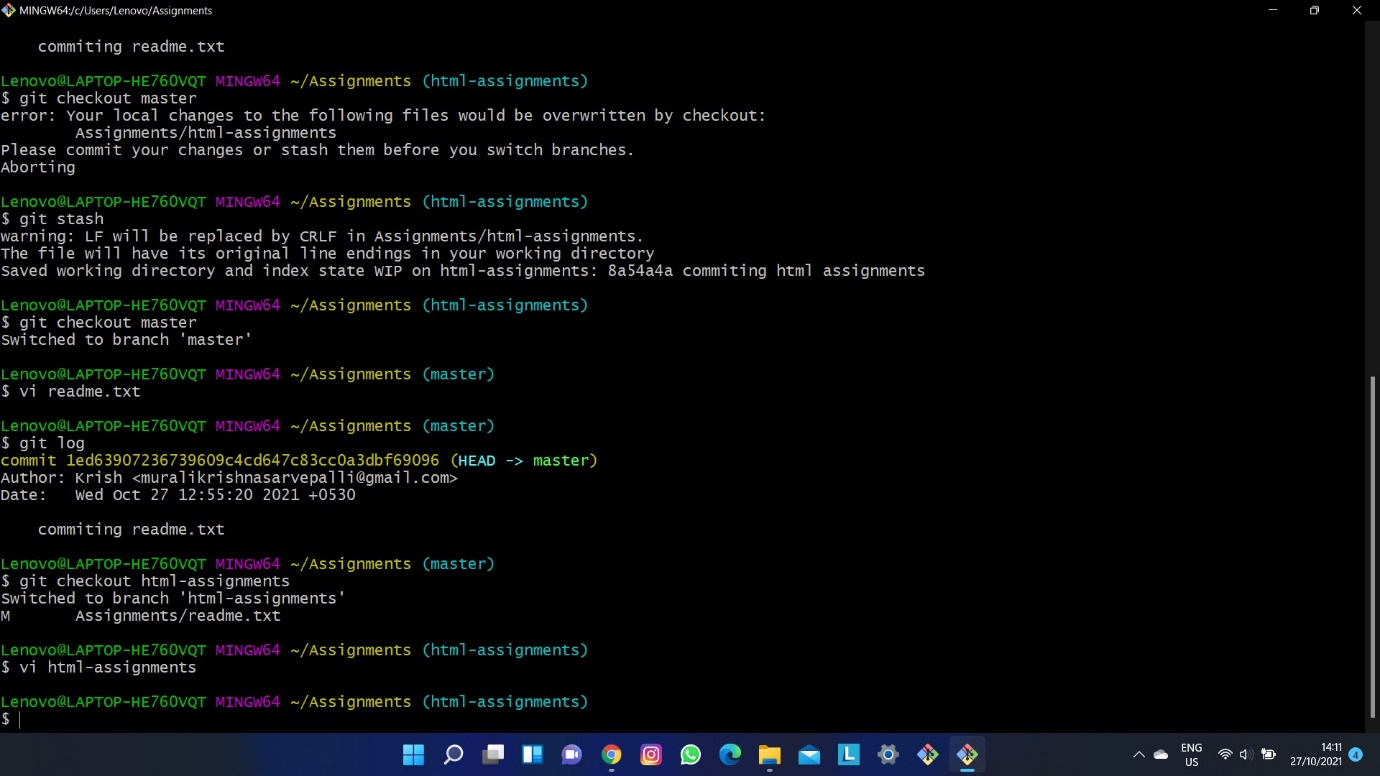 MINGW64:/c/Users/Lenovo/Assignments
commiting readme.txt
Lenovo@LAPTOP-HE760VQT MINGW64 ~/Assignments (html-assignments)
$ git checkout master
error: Your local changes to the following files would be overwritten by checkout:
Assignments/html-assignments
Please commit your changes or stash them before you switch branches.
Aborting
Lenovo@LAPTOP-HE760VQT MINGW64 ~/Assignments (html-assignments)
$ git stash
warning: LF will be replaced by CRLF in Assignments/html-assignments.
The file will have its original line endings in your working directory
Saved working directory and index state WIP on html-assignments: 8a54a4a commiting html assignments
Lenovo@LAPTOP-HE760VQT MINGW64 ~/Assignments (html-assignments)
$ git checkout master
Switched to branch 'master'
Lenovo@LAPTOP-HE760VQT MINGW64 ~/Assignments (master)
$ vi readme.txt
Lenovo@LAPTOP-HE760VQT MINGW64 ~/Assignments (master)
$ git log
commit 1ed63907236739609c4cd647c83cc0a3dbf69096 (HEAD -> master)
Author: Krish <muralikrishnasarvepalli@gmail.com>
Date: Wed Oct 27 12:55:20 2021 +0530
commiting readme.txt
Lenovo@LAPTOP-HE760VQT MINGW64 ~/Assignments (master)
$ git checkout html-assignments
Switched to branch 'html-assignments'
M Assignments/readme.txt
Lenovo@LAPTOP-HE760VQT MINGW64 ~/Assignments (html-assignments)
$ vi html-assignments
Lenovo@LAPTOP-HE760VQT MINGW64 ~/Assignments (html-assignments)
$
L
ENG
US
14:11
27/10/2021
4